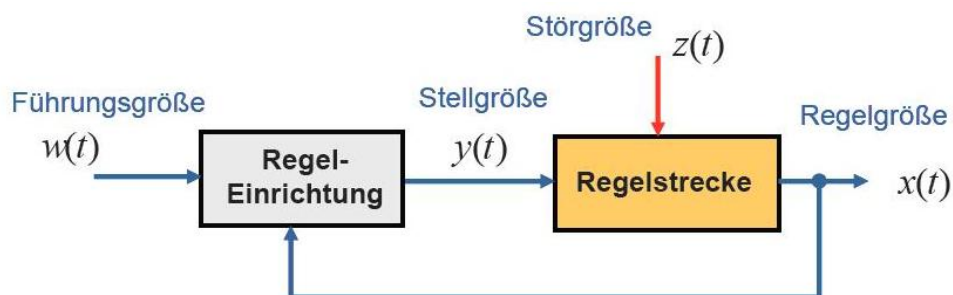 Störgröße
z(t)
Führungsgröße
w(t)
Regel-
Einrichtung
Stellgröße
y(t)
Regelstrecke
Regelgröße
x(t)